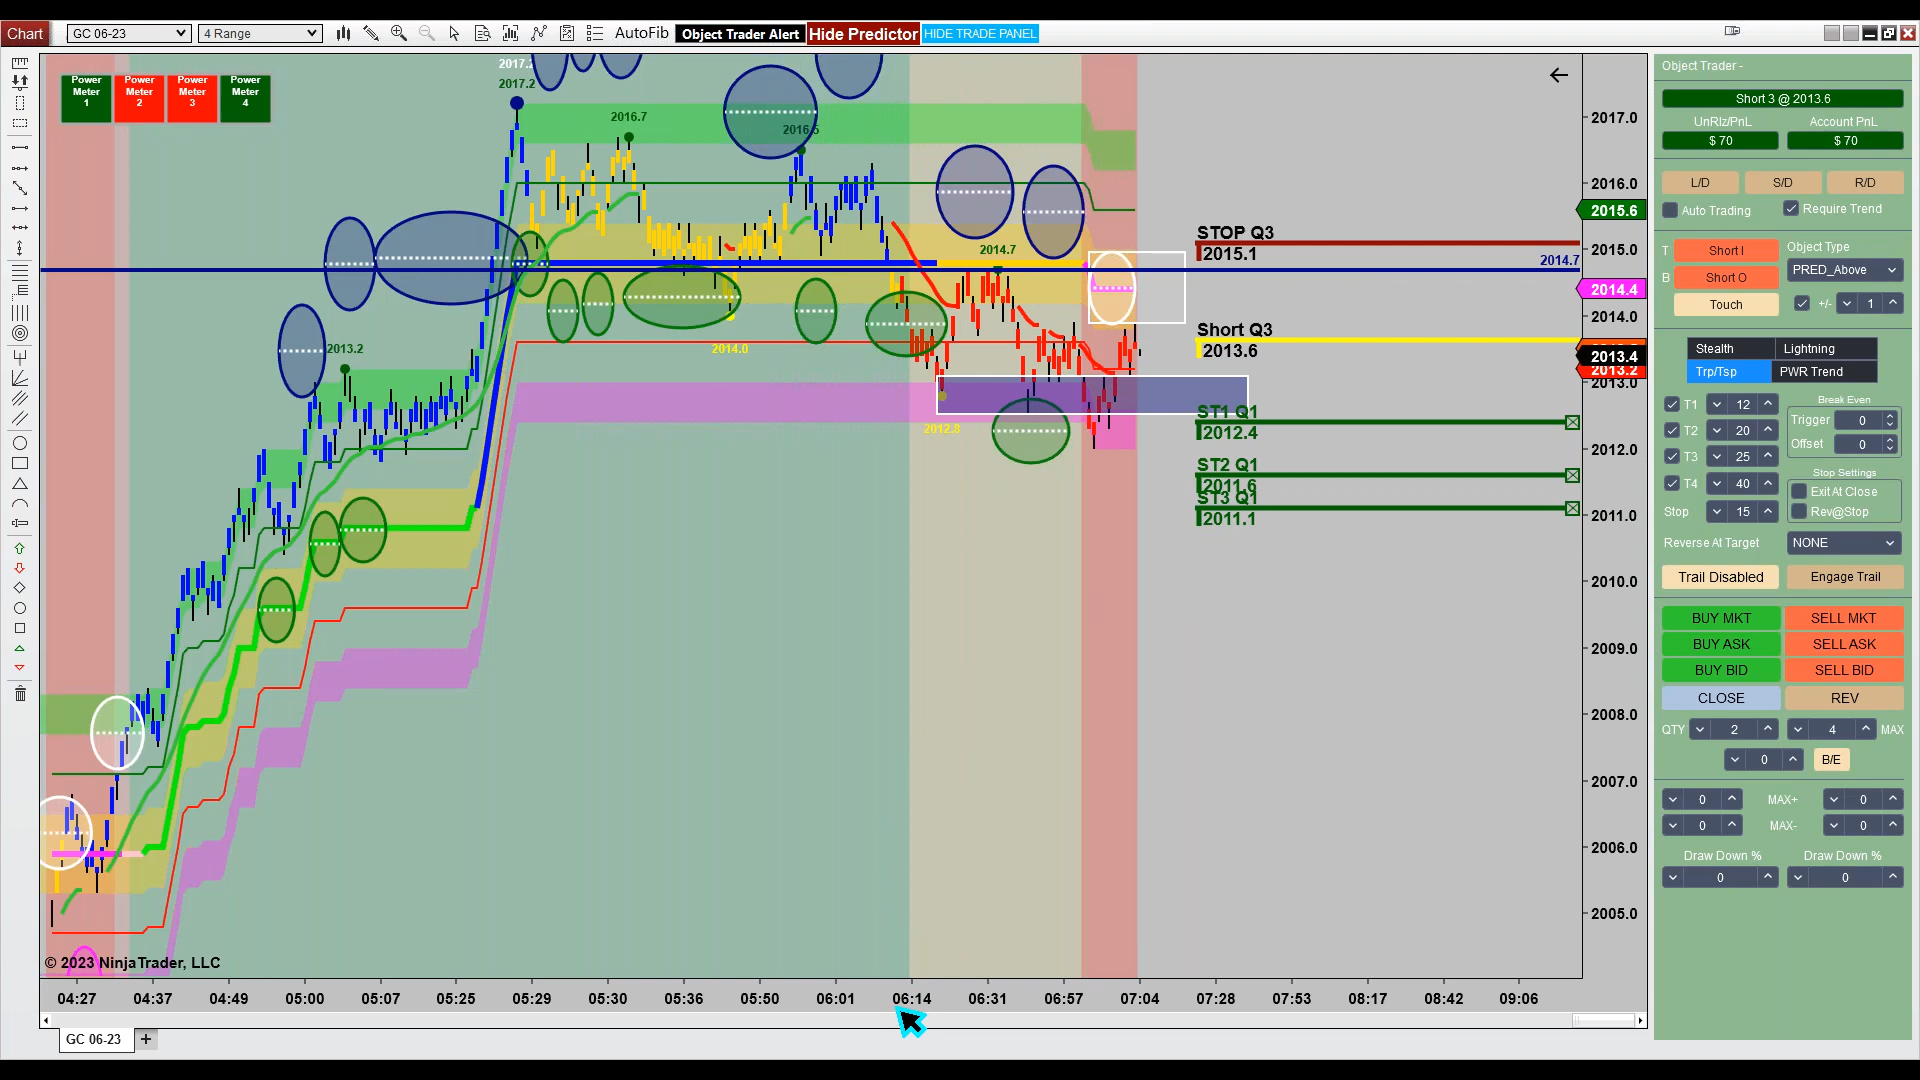 Chart GC 06-23 4 Range AutoFib Object Trader Alert Hide Predictor HIDE TRADE PANEL
Power Meter 1
Power Meter 2
Power Meter 3
Power Meter 4
2017.2
2017.2
2016.7
2016.5
2014.7
2013.2
2014.0
2012.8
STOP Q3
2015.1
2014.7
Short Q3
2013.6
ST1 Q1
2012.4
ST2 Q1
2011.6
ST3 Q1
2011.1
2017.0
2016.0
2015.6
2015.0
2014.4
2014.0
2013.4
2013.2
2013.0
2012.0
2011.0
2010.0
2009.0
2008.0
2007.0
2006.0
2005.0
© 2023 NinjaTrader, LLC
04:27 04:37 04:49 05:00 05:07 05:25 05:29 05:30 05:36 05:50 06:01 06:14 06:31 06:57 07:04 07:28 07:53 08:17 08:42 09:06
GC 06-23 +
Object Trader -
Short 3 @ 2013.6
UnRlz/PnL Account PnL
$ 70 $ 70
L/D S/D R/D
Auto Trading Require Trend
T Short I Object Type
B Short O PRED_Above
Touch +/- 1
Stealth Lightning
Trp/Tsp PWR Trend
T1 12 Break Even
Trigger 0
T2 20
Offset 0
T3 25
Stop Settings
T4 40 Exit At Close
Stop 15 Rev@Stop
Reverse At Target NONE
Trail Disabled Engage Trail
BUY MKT SELL MKT
BUY ASK SELL ASK
BUY BID SELL BID
CLOSE REV
QTY 2 4 MAX
0 B/E
0 MAX+ 0
0 MAX- 0
Draw Down % Draw Down %
0 0